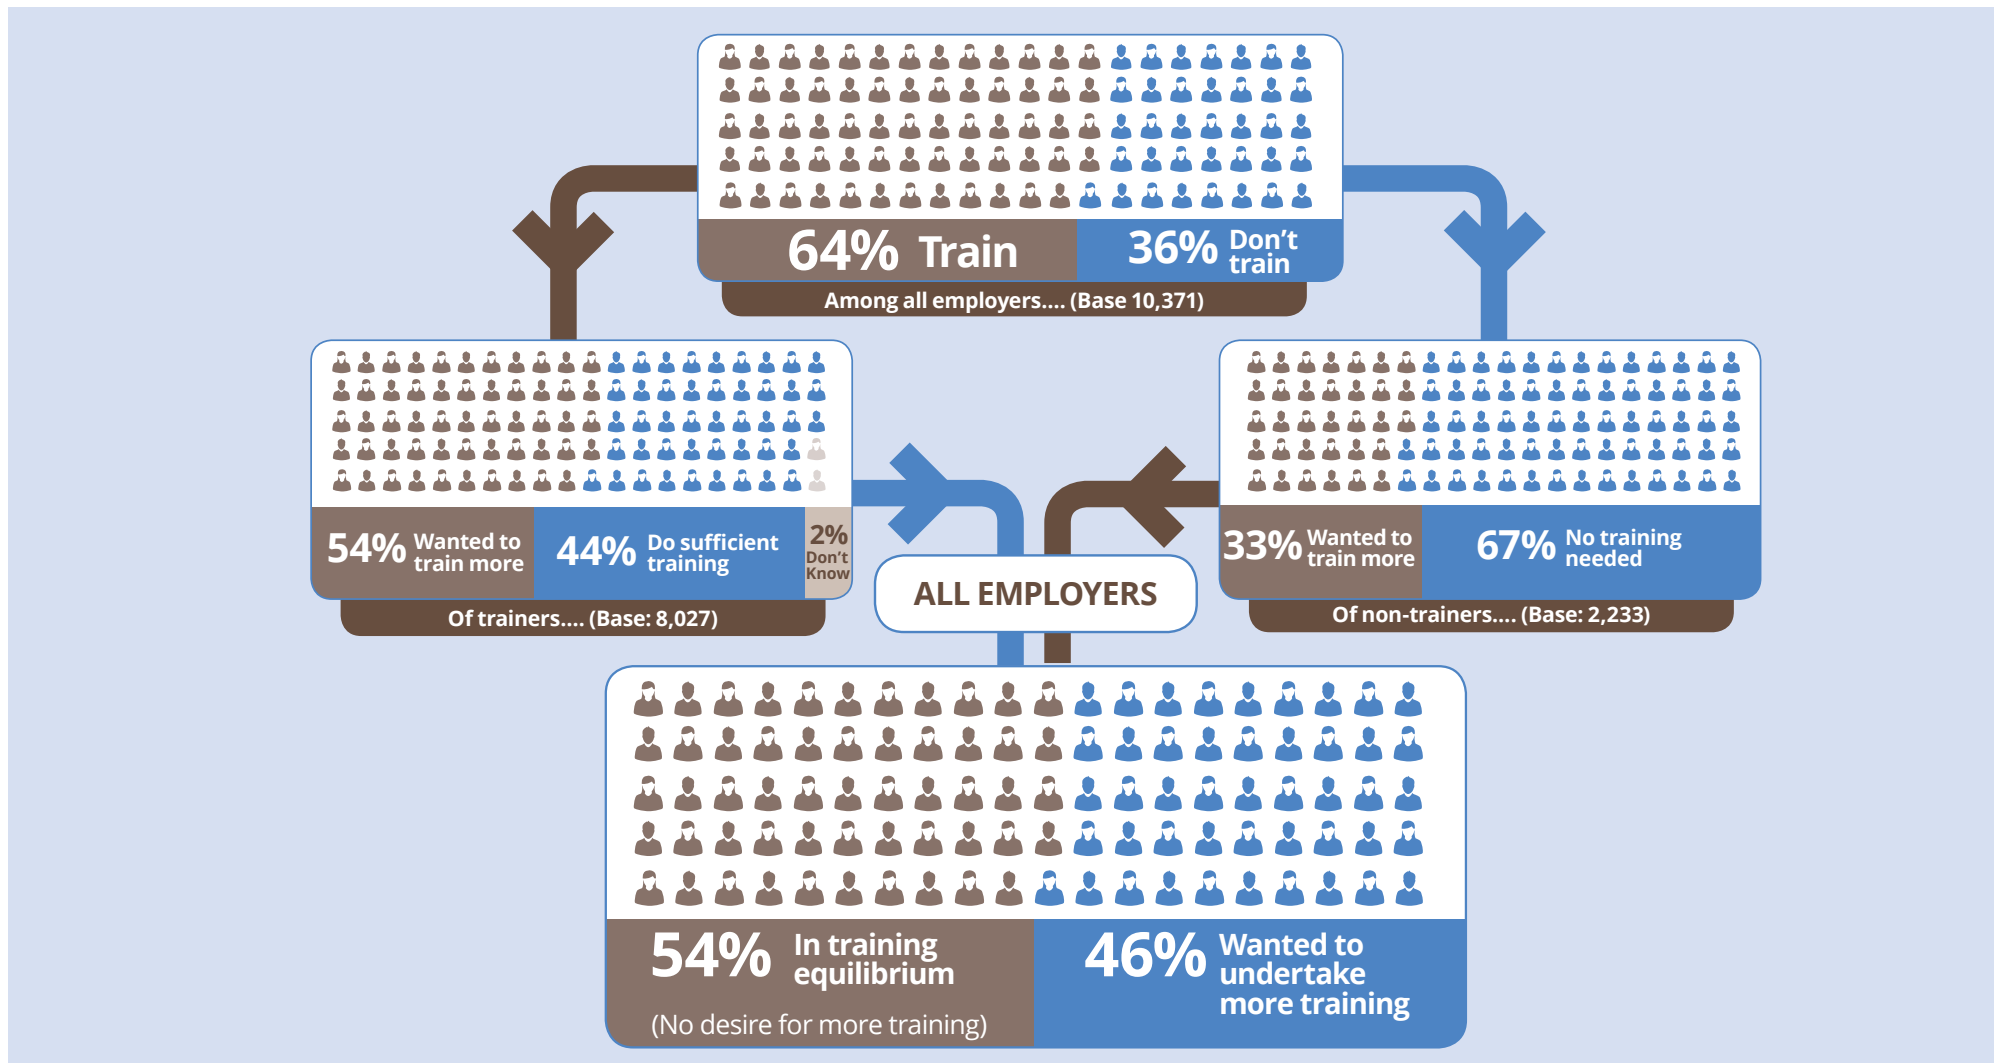 64% Train
36% Don’t
train
Among all employers.... (Base 10,371)
54% Wanted to
train more
44% Do sufficient
training
2%
Don’t
Know
Of trainers.... (Base: 8,027)
33% Wanted to
train more
67% No training
needed
Of non-trainers.... (Base: 2,233)
ALL EMPLOYERS
54% In training
equilibrium
(No desire for more training)
46% Wanted to
undertake
more training